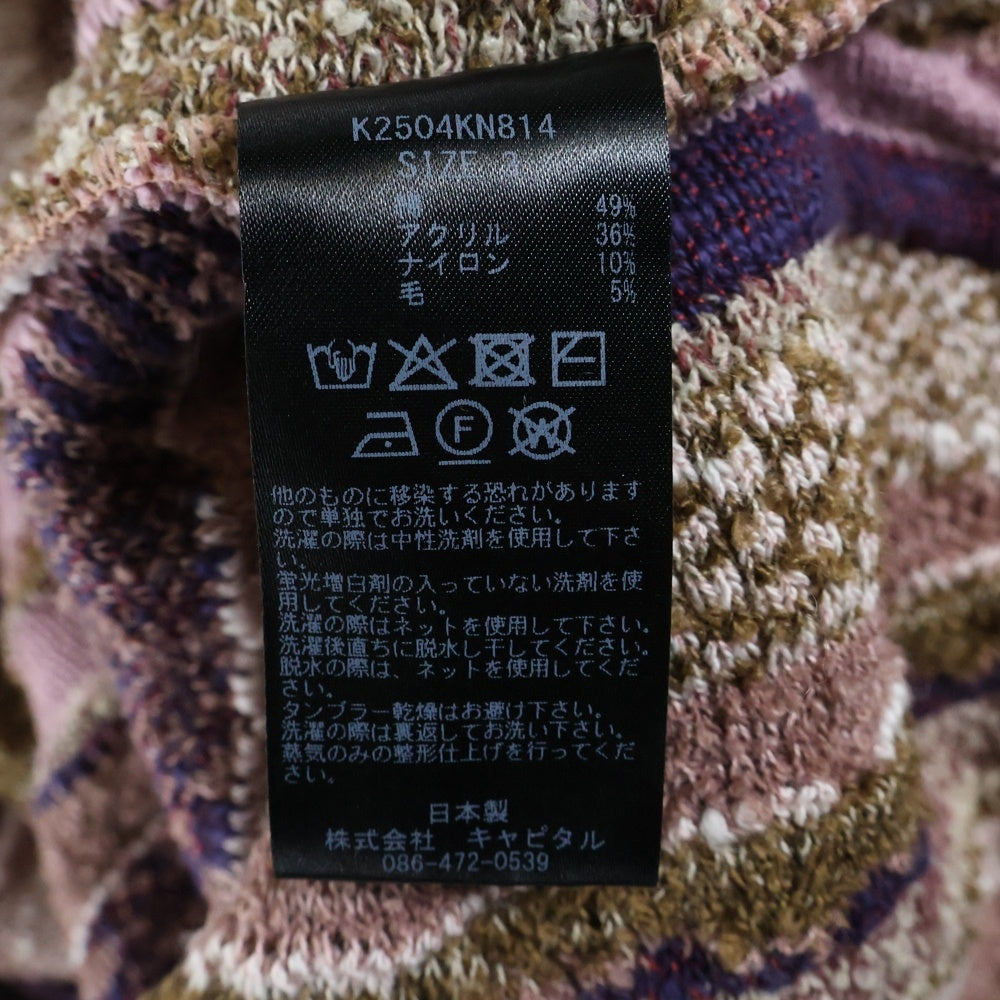 K2504KN814
SIZE 3
綿 49%
アクリル 36%
ナイロン 10%
毛 5%
F
W
他のものに移染する恐れがあります
ので単独でお洗いください。
洗濯の際は中性洗剤を使用して下さ
い。
蛍光増白剤の入っていない洗剤を使
用してください。
洗濯の際はネットを使用して下さい。
洗濯後直ちに脱水し干してください。
脱水の際は、ネットを使用してくだ
さい。
タンブラー乾燥はお避け下さい。
洗濯の際は裏返してお洗い下さい。
蒸気のみの整形仕上げを行ってくだ
さい。
日本製
株式会社 キャピタル
086-472-0539